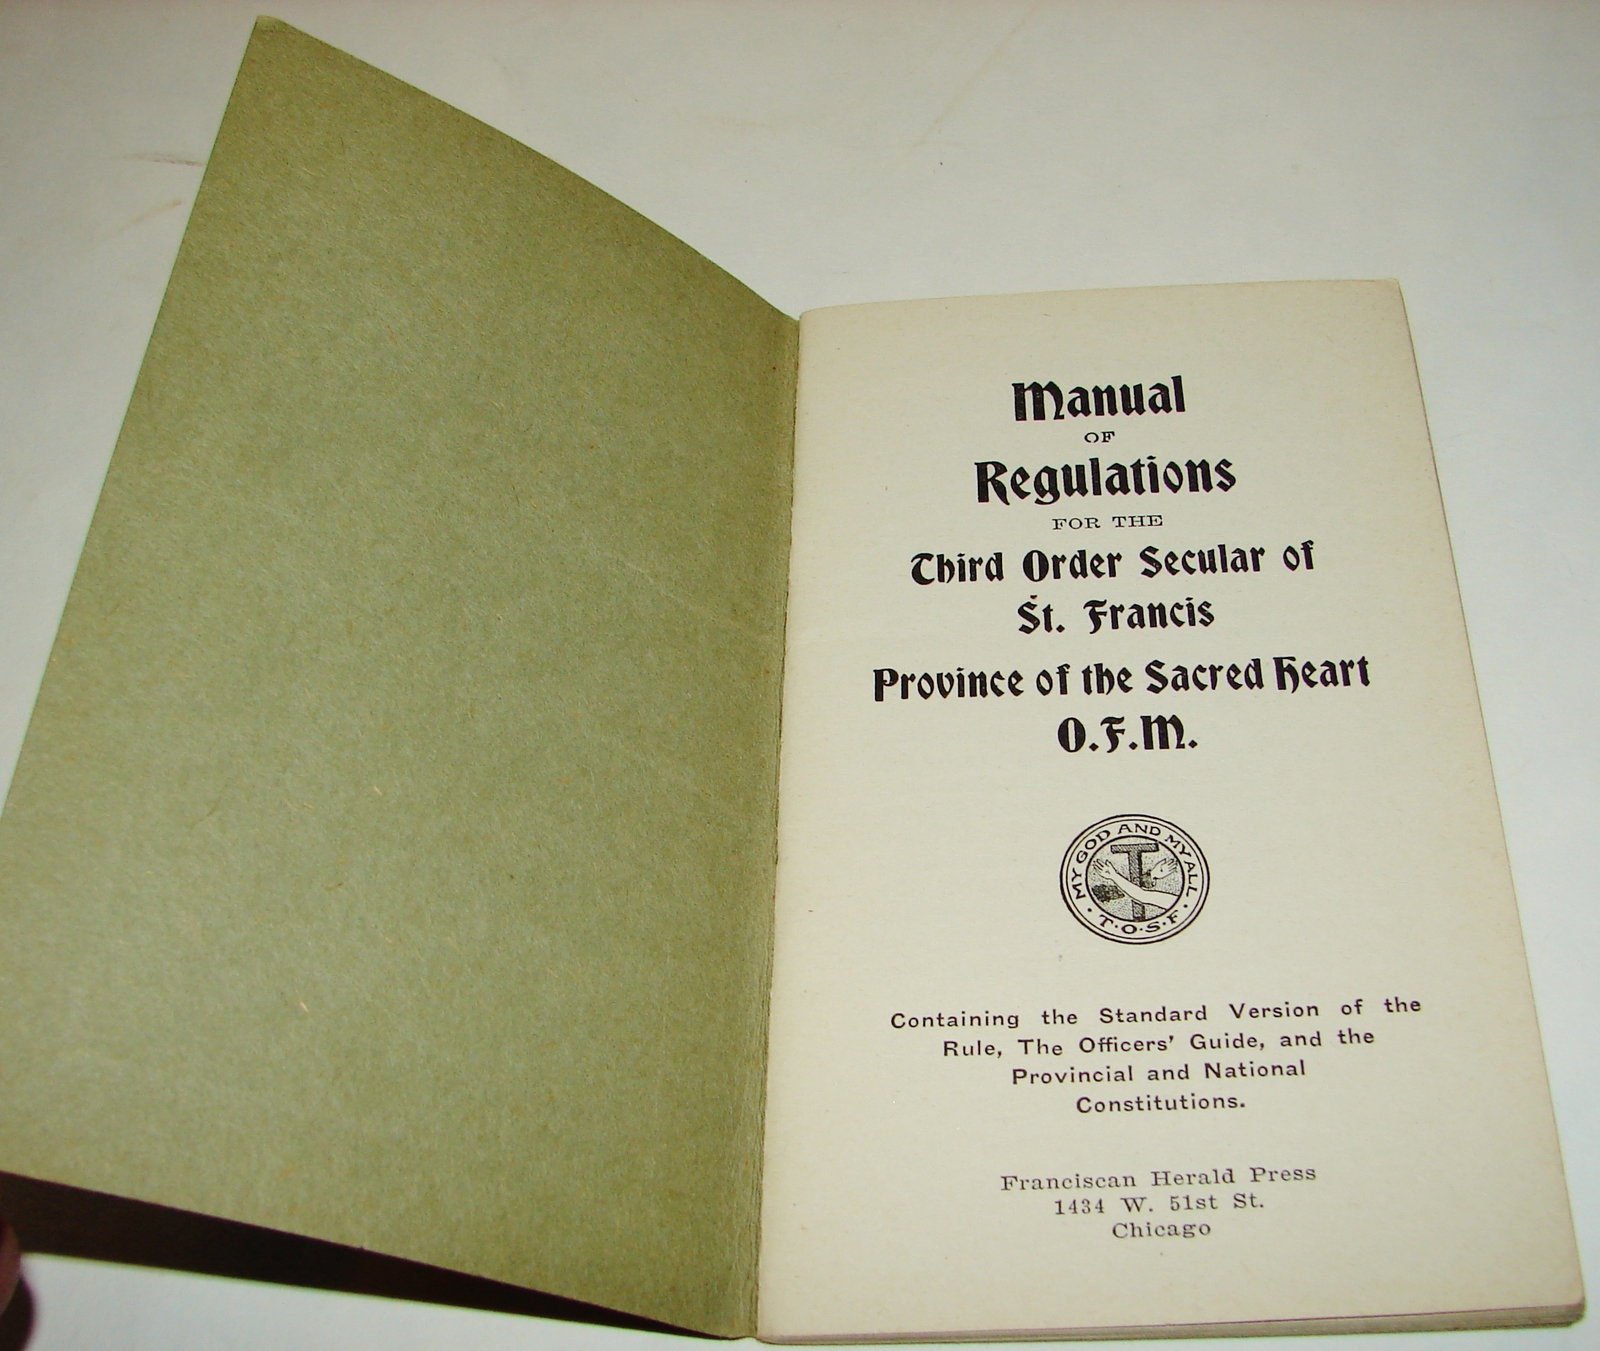 Manual
OF
Regulations
FOR THE
Third Order Secular of
St. Francis
Province of the Sacred Heart
O.F.M.
MY GOD AND MY ALL
· T·O·S·F ·
Containing the Standard Version of the
Rule, The Officers' Guide, and the
Provincial and National
Constitutions.
Franciscan Herald Press
1434 W. 51st St.
Chicago